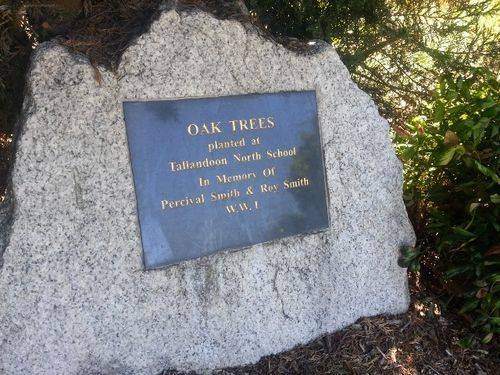 OAK TREES
planted at
Tallandoon North School
In Memory Of
Percival Smith & Roy Smith
W.W. I